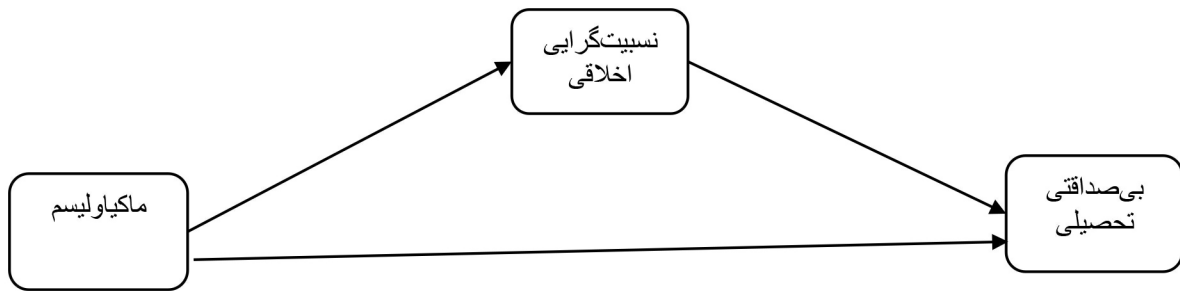 نسبیت‌گرایی
اخلاقی
ماکیاولیسم
بی‌صداقتی
تحصیلی